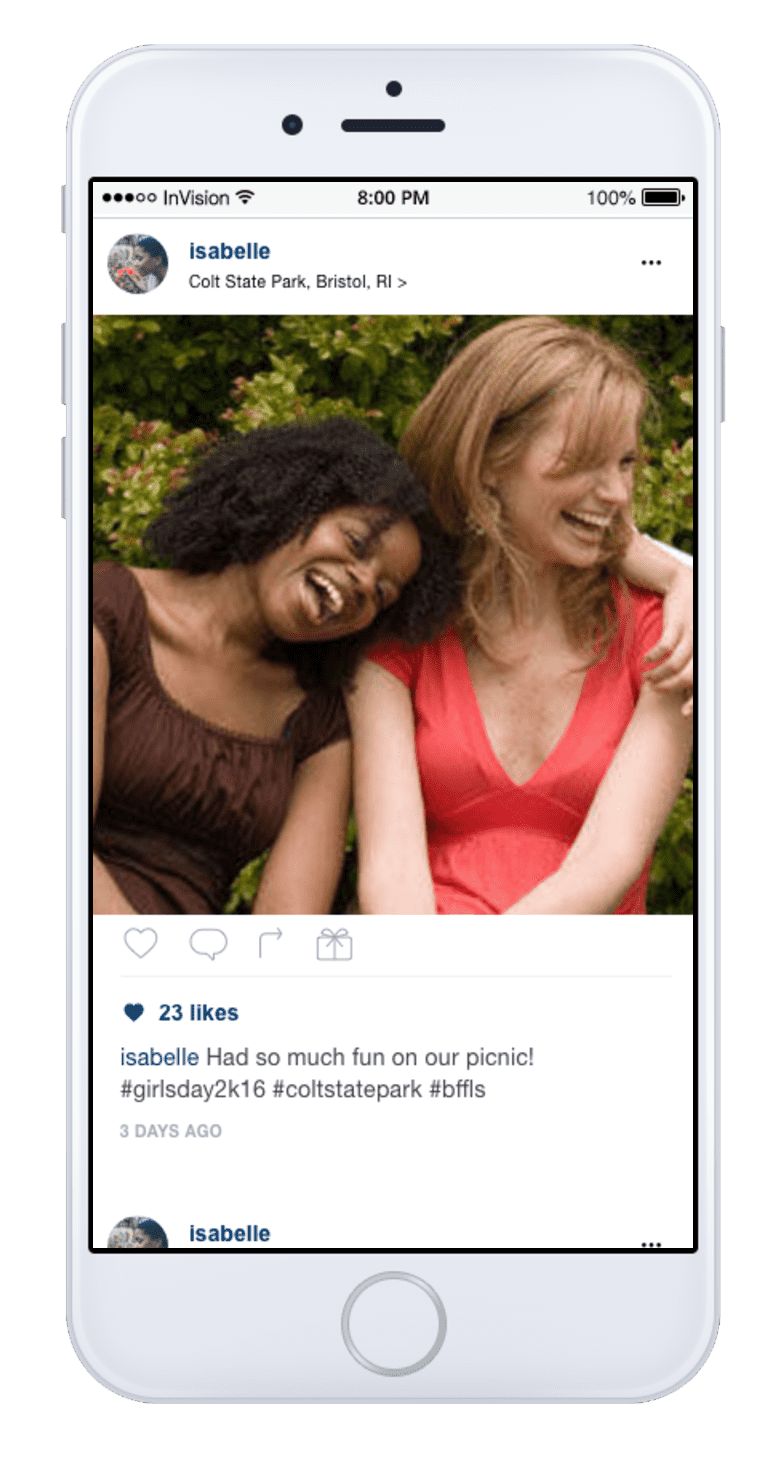 InVision 8:00 PM 100%
isabelle
Colt State Park, Bristol, RI >
23 likes
isabelle Had so much fun on our picnic!
#girlsday2k16 #coltstatepark #bffls
3 DAYS AGO
isabelle